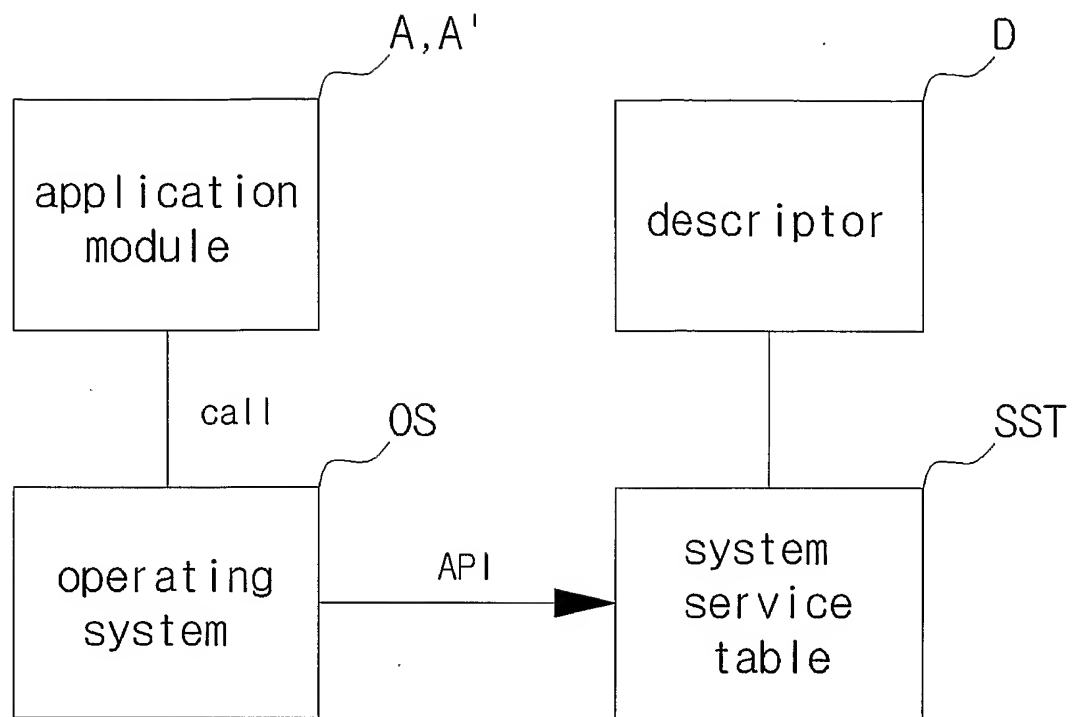 A,A'
D
application
module
descriptor
call
OS
SST
operating
system
API
system
service
table